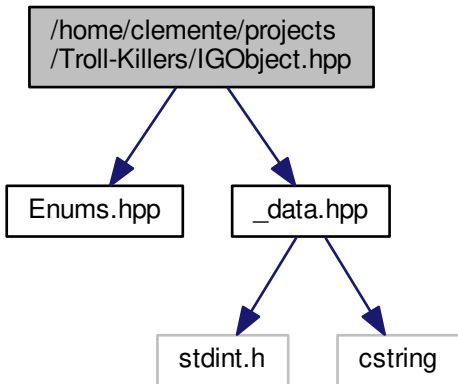 /home/clemente/projects
/Troll-Killers/IGObject.hpp
Enums.hpp
_data.hpp
stdint.h
cstring